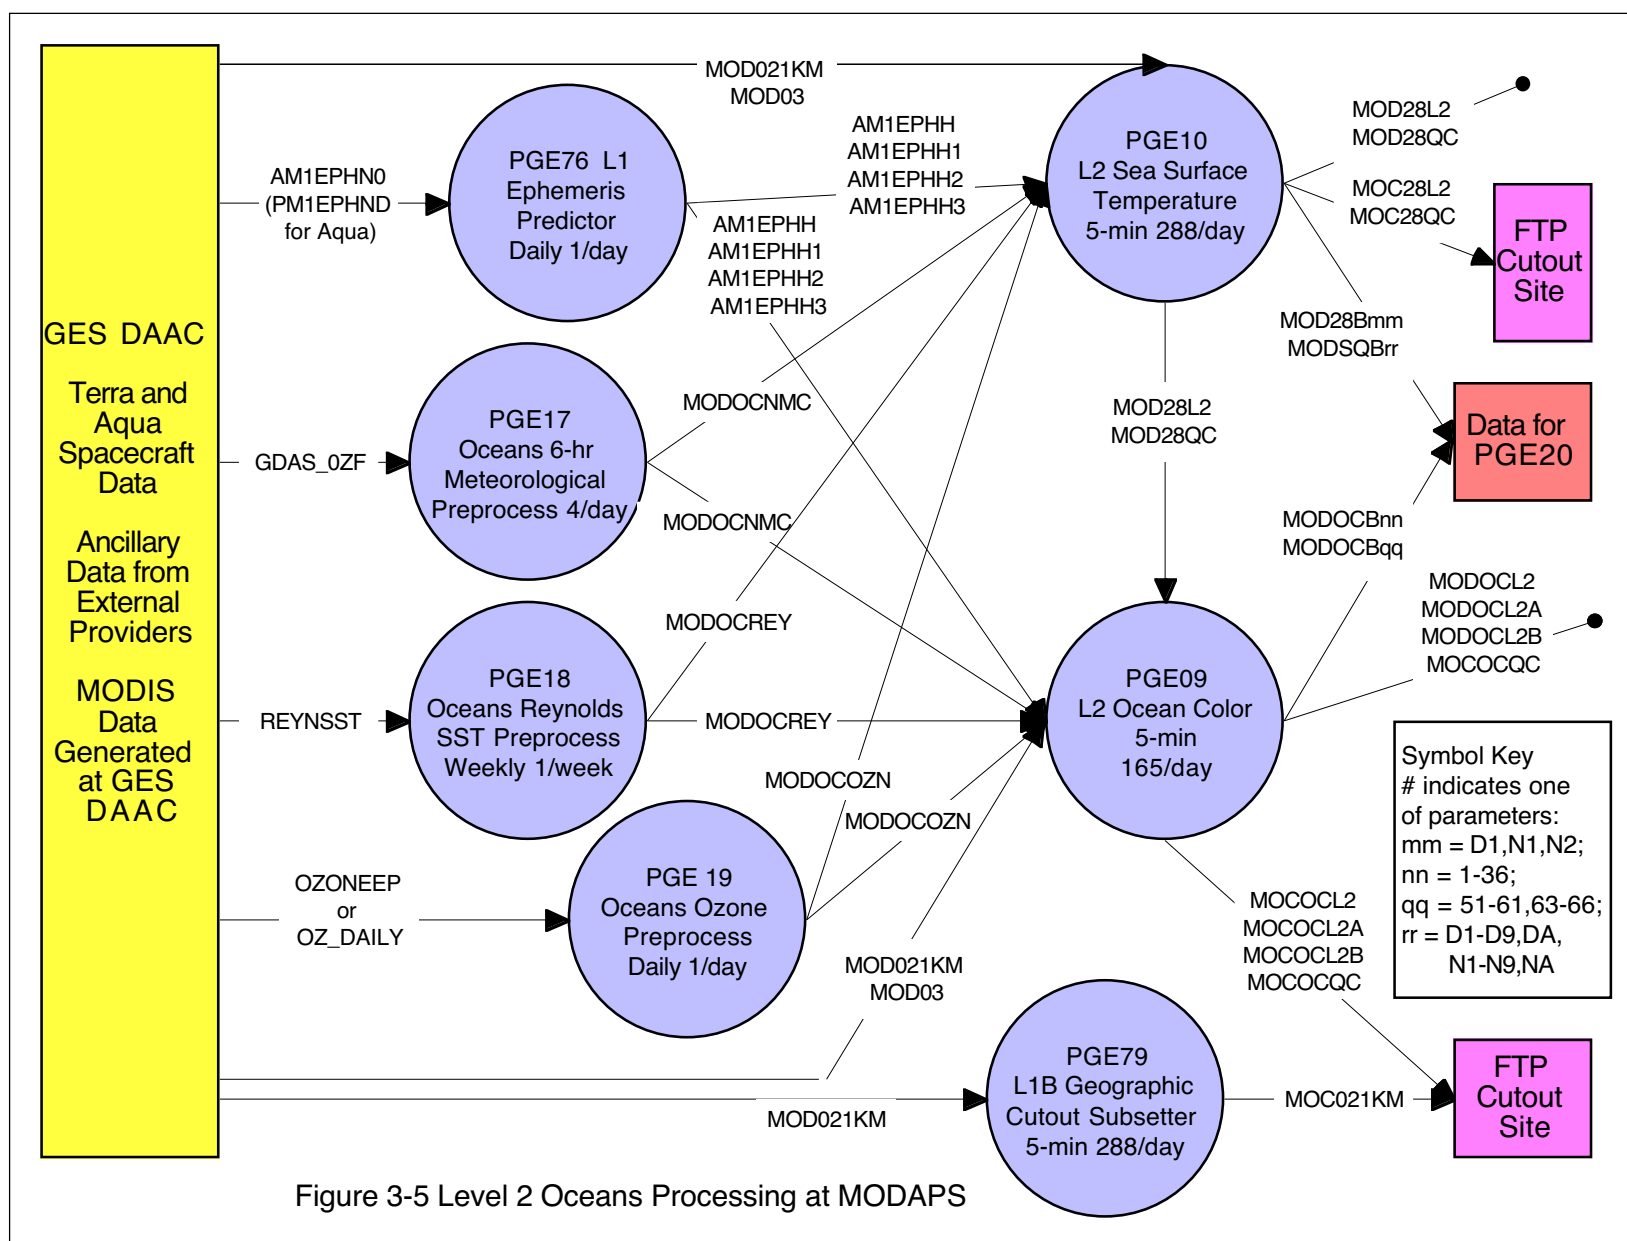 GES DAAC
Terra and
Aqua
Spacecraft
Data
Ancillary
Data from
External
Providers
MODIS
Data
Generated
at GES
DAAC
MOD021KM
MOD03
AM1EPHN0
(PM1EPHND
for Aqua)
PGE76 L1
Ephemeris
Predictor
Daily 1/day
AM1EPHH
AM1EPHH1
AM1EPHH2
AM1EPHH3
AM1EPHH
AM1EPHH1
AM1EPHH2
AM1EPHH3
PGE10
L2 Sea Surface
Temperature
5-min 288/day
MOD28L2
MOD28QC
MOC28L2
MOC28QC
FTP
Cutout
Site
MOD28Bmm
MODSQBrr
Data for
PGE20
GDAS_0ZF
PGE17
Oceans 6-hr
Meteorological
Preprocess 4/day
MODOCNMC
MODOCNMC
MOD28L2
MOD28QC
MODOCBnn
MODOCBqq
MODOCL2
MODOCL2A
MODOCL2B
MOCOCQC
REYNSST
PGE18
Oceans Reynolds
SST Preprocess
Weekly 1/week
MODOCREY
MODOCREY
PGE09
L2 Ocean Color
5-min
165/day
Symbol Key
# indicates one
of parameters:
mm = D1,N1,N2;
nn = 1-36;
qq = 51-61,63-66;
rr = D1-D9,DA,
N1-N9,NA
OZONEEP
or
OZ_DAILY
PGE 19
Oceans Ozone
Preprocess
Daily 1/day
MODOCOZN
MODOCOZN
MOD021KM
MOD03
MOCOCL2
MOCOCL2A
MOCOCL2B
MOCOCQC
MOD021KM
PGE79
L1B Geographic
Cutout Subsetter
5-min 288/day
MOC021KM
FTP
Cutout
Site
Figure 3-5 Level 2 Oceans Processing at MODAPS